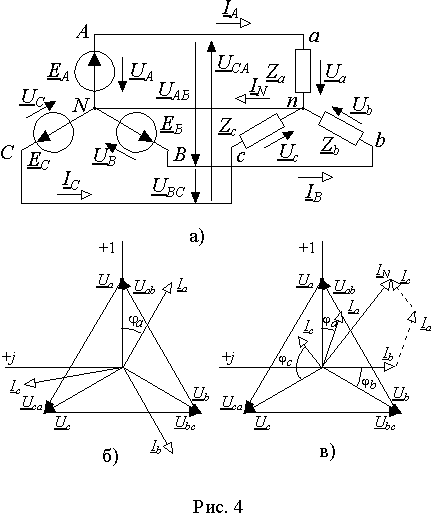 I_A
A a
E_A U_A U_AB U_CA I_N Z_a U_a
U_C N n U_b
E_B Z_c Z_b
C E_C U_B B c U_c b
I_C U_BC I_B
а)
+1 +1
U_a U_ab I_a U_a U_ab I_N I_c
φ_a φ_a I_a I_a
I_c
+j +j I_b
I_c φ_c φ_b
U_ca U_b U_ca U_b
U_c U_bc U_c U_bc
I_b
б) в)
Рис. 4